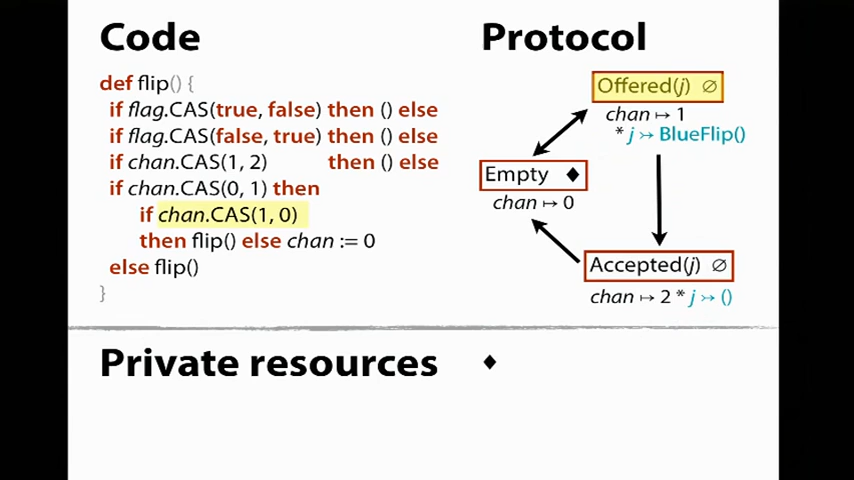 Code
def flip() {
if flag.CAS(true, false) then () else
if flag.CAS(false, true) then () else
if chan.CAS(1, 2) then () else
if chan.CAS(0, 1) then
if chan.CAS(1, 0)
then flip() else chan := 0
else flip()
}
Protocol
Offered(j) ∅
chan ↦ 1
* j ↣ BlueFlip()
Empty ♦
chan ↦ 0
Accepted(j) ∅
chan ↦ 2 * j ↣ ()
Private resources ♦